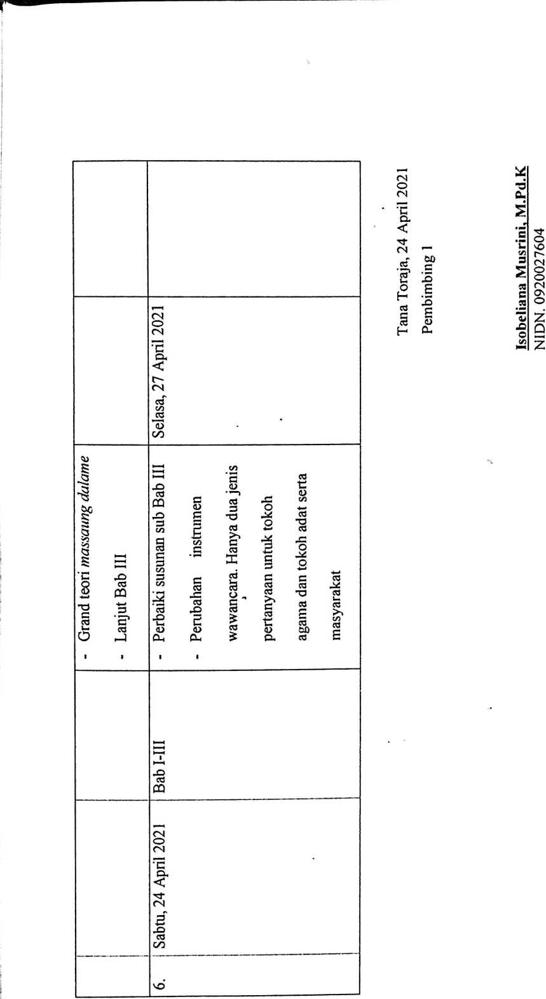 - Grand teori massaung dalame
- Lanjut Bab III
6.
Sabtu, 24 April 2021
Bab I-III
- Perbaiki susunan sub Bab III
- Perubahan instrumen
wawancara. Hanya dua jenis
pertanyaan untuk tokoh
agama dan tokoh adat serta
masyarakat
Selasa, 27 April 2021
Tana Toraja, 24 April 2021
Pembimbing 1
Isobeliana Musrini, M.Pd.K
NIDN. 0920027604